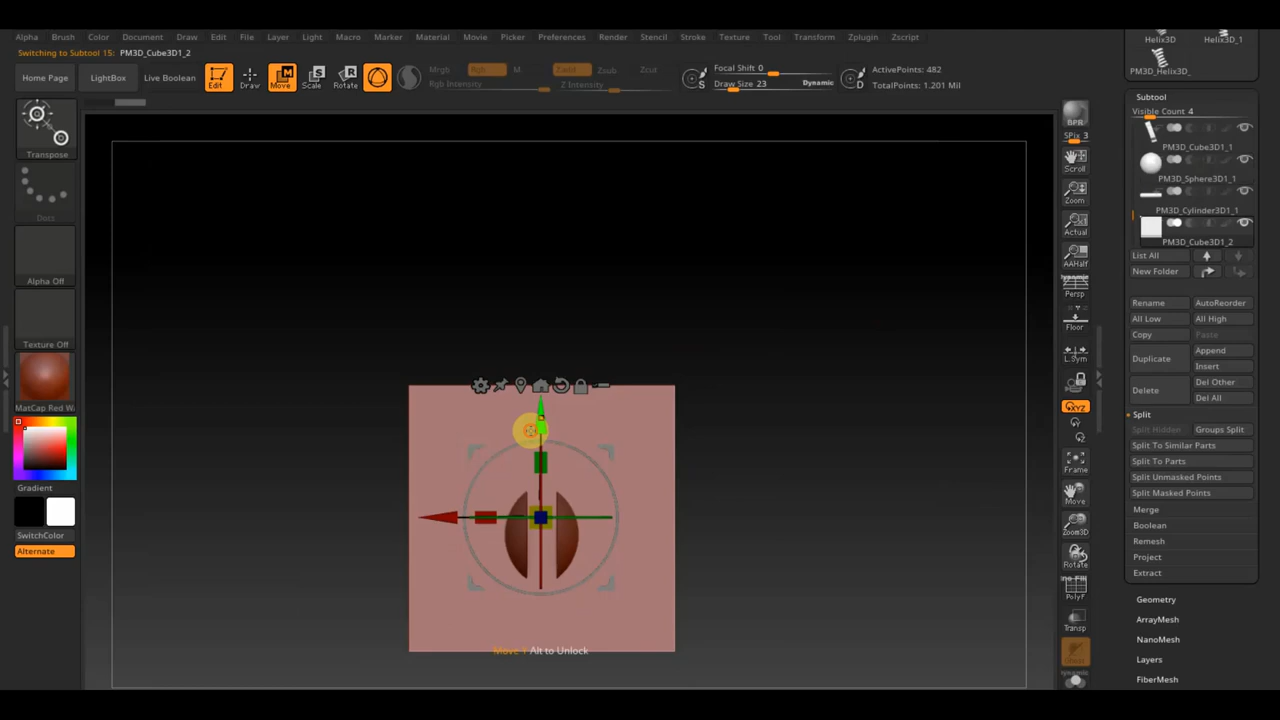 Alpha Brush Color Document Draw Edit File Layer Light Macro Marker Material Movie Picker Preferences Render Stencil Stroke Texture Tool Transform Zplugin Zscript
Switching to Subtool 15: PM3D_Cube3D1_2
Home Page LightBox Live Boolean Edit Draw Move Scale Rotate
Mrgb Rgb M Zadd Zsub Zcut
Rgb Intensity Z Intensity
Focal Shift 0
Draw Size 23 Dynamic
ActivePoints: 482
TotalPoints: 1.201 Mil
Transpose
Dots
Alpha Off
Texture Off
MatCap Red Wa
Gradient
SwitchColor
Alternate
Move Y Alt to Unlock
BPR
SPix 3
Scroll
Zoom
Actual
AAHalf
Dynamic
Persp
Floor
L.Sym
XYZ
Frame
Move
Zoom3D
Rotate
PolyF
Transp
Dynamic
Helix3D Helix3D_1
PM3D_Helix3D_
Subtool
Visible Count 4
PM3D_Cube3D1_1
PM3D_Sphere3D1_1
PM3D_Cylinder3D1_1
PM3D_Cube3D1_2
List All
New Folder
Rename AutoReorder
All Low All High
Copy Paste
Duplicate Append
Insert
Delete Del Other
Del All
Split
Split Hidden Groups Split
Split To Similar Parts
Split To Parts
Split Unmasked Points
Split Masked Points
Merge
Boolean
Remesh
Project
Extract
Geometry
ArrayMesh
NanoMesh
Layers
FiberMesh